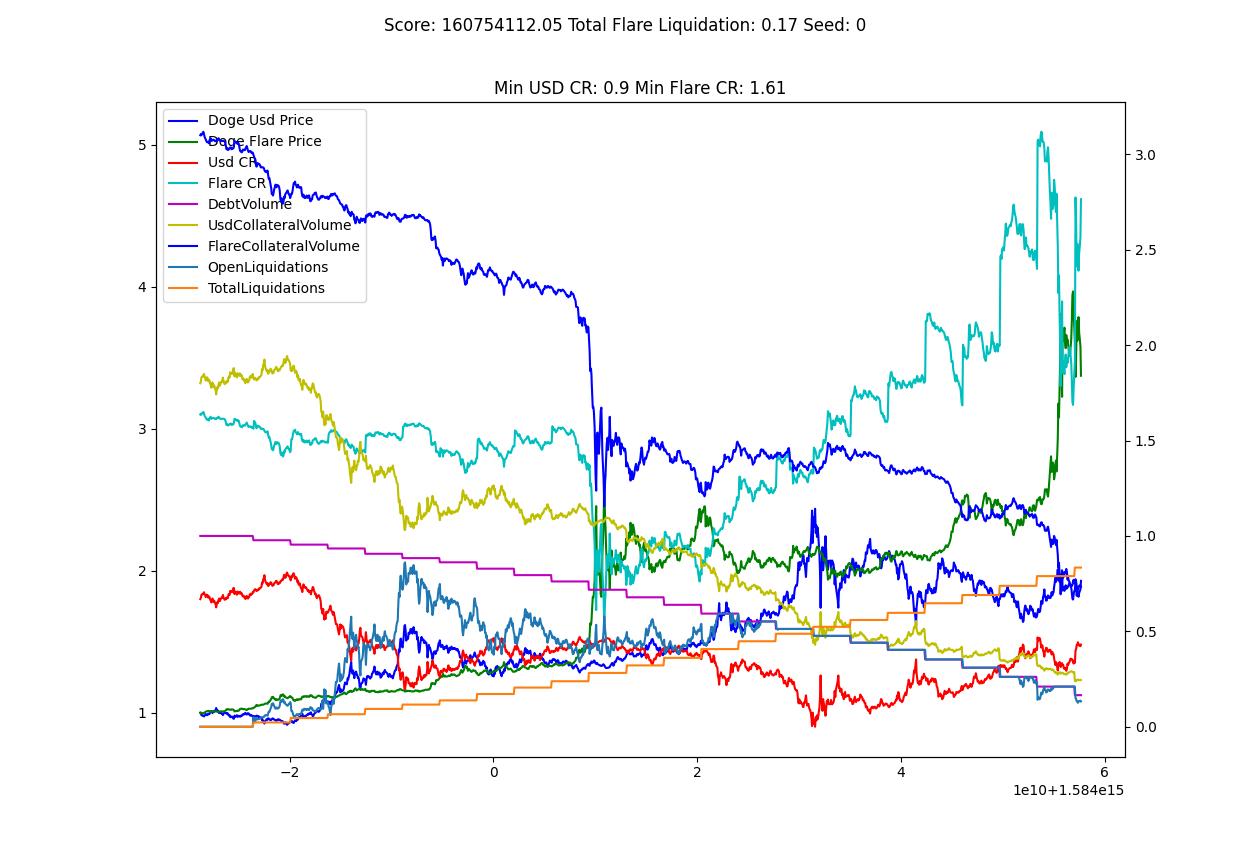 Score: 160754112.05 Total Flare Liquidation: 0.17 Seed: 0
Min USD CR: 0.9 Min Flare CR: 1.61
Doge Usd Price
Doge Flare Price
Usd CR
Flare CR
DebtVolume
UsdCollateralVolume
FlareCollateralVolume
OpenLiquidations
TotalLiquidations
5
4
3
2
1
3.0
2.5
2.0
1.5
1.0
0.5
0.0
−2
0
2
4
6
1e10+1.584e15